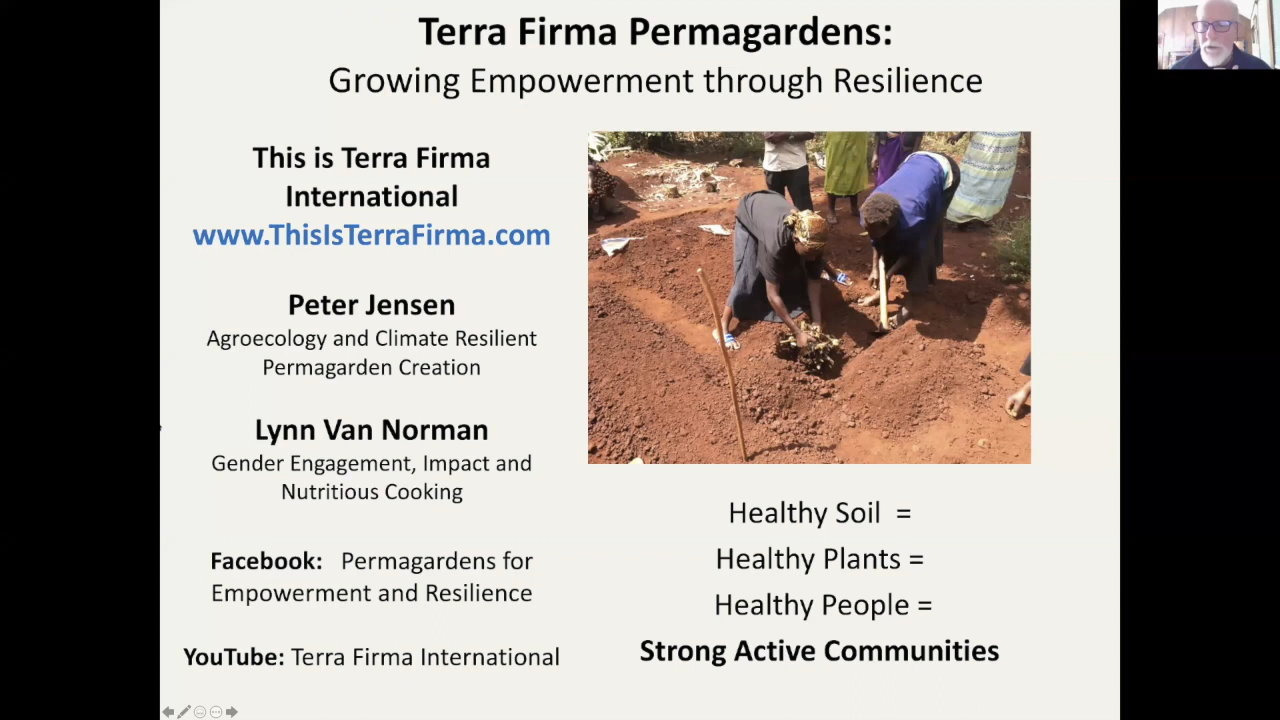 Terra Firma Permagardens:
Growing Empowerment through Resilience
This is Terra Firma
International
www.ThisIsTerraFirma.com
Peter Jensen
Agroecology and Climate Resilient
Permagarden Creation
Lynn Van Norman
Gender Engagement, Impact and
Nutritious Cooking
Facebook: Permagardens for
Empowerment and Resilience
YouTube: Terra Firma International
Healthy Soil =
Healthy Plants =
Healthy People =
Strong Active Communities